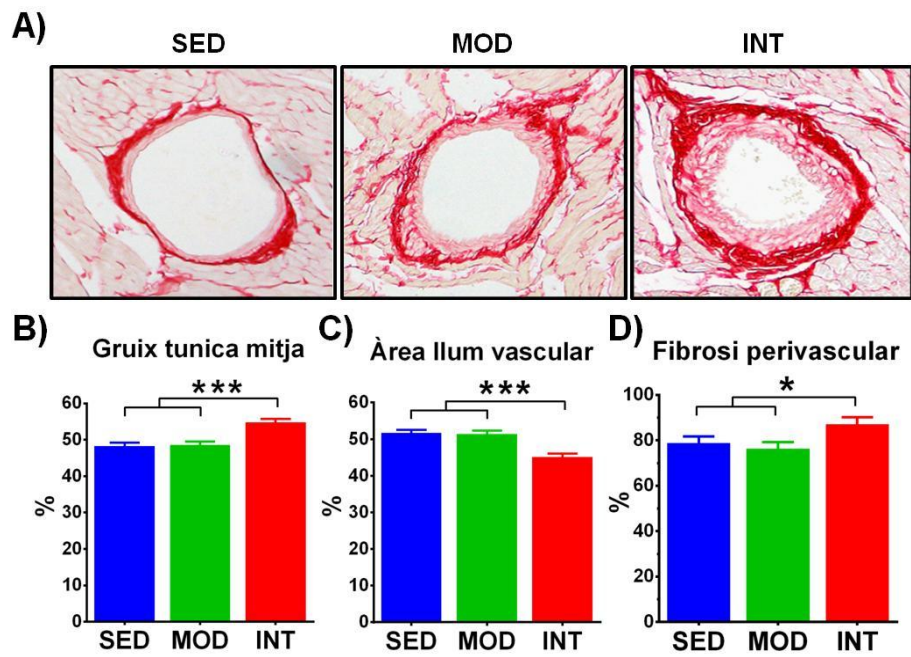 A)
SED MOD INT
B)
Gruix tunica mitja
***
60
50
40
30
20
10
0
%
SED MOD INT
C)
Àrea llum vascular
***
60
50
40
30
20
10
0
%
SED MOD INT
D)
Fibrosi perivascular
*
100
80
60
40
20
0
%
SED MOD INT